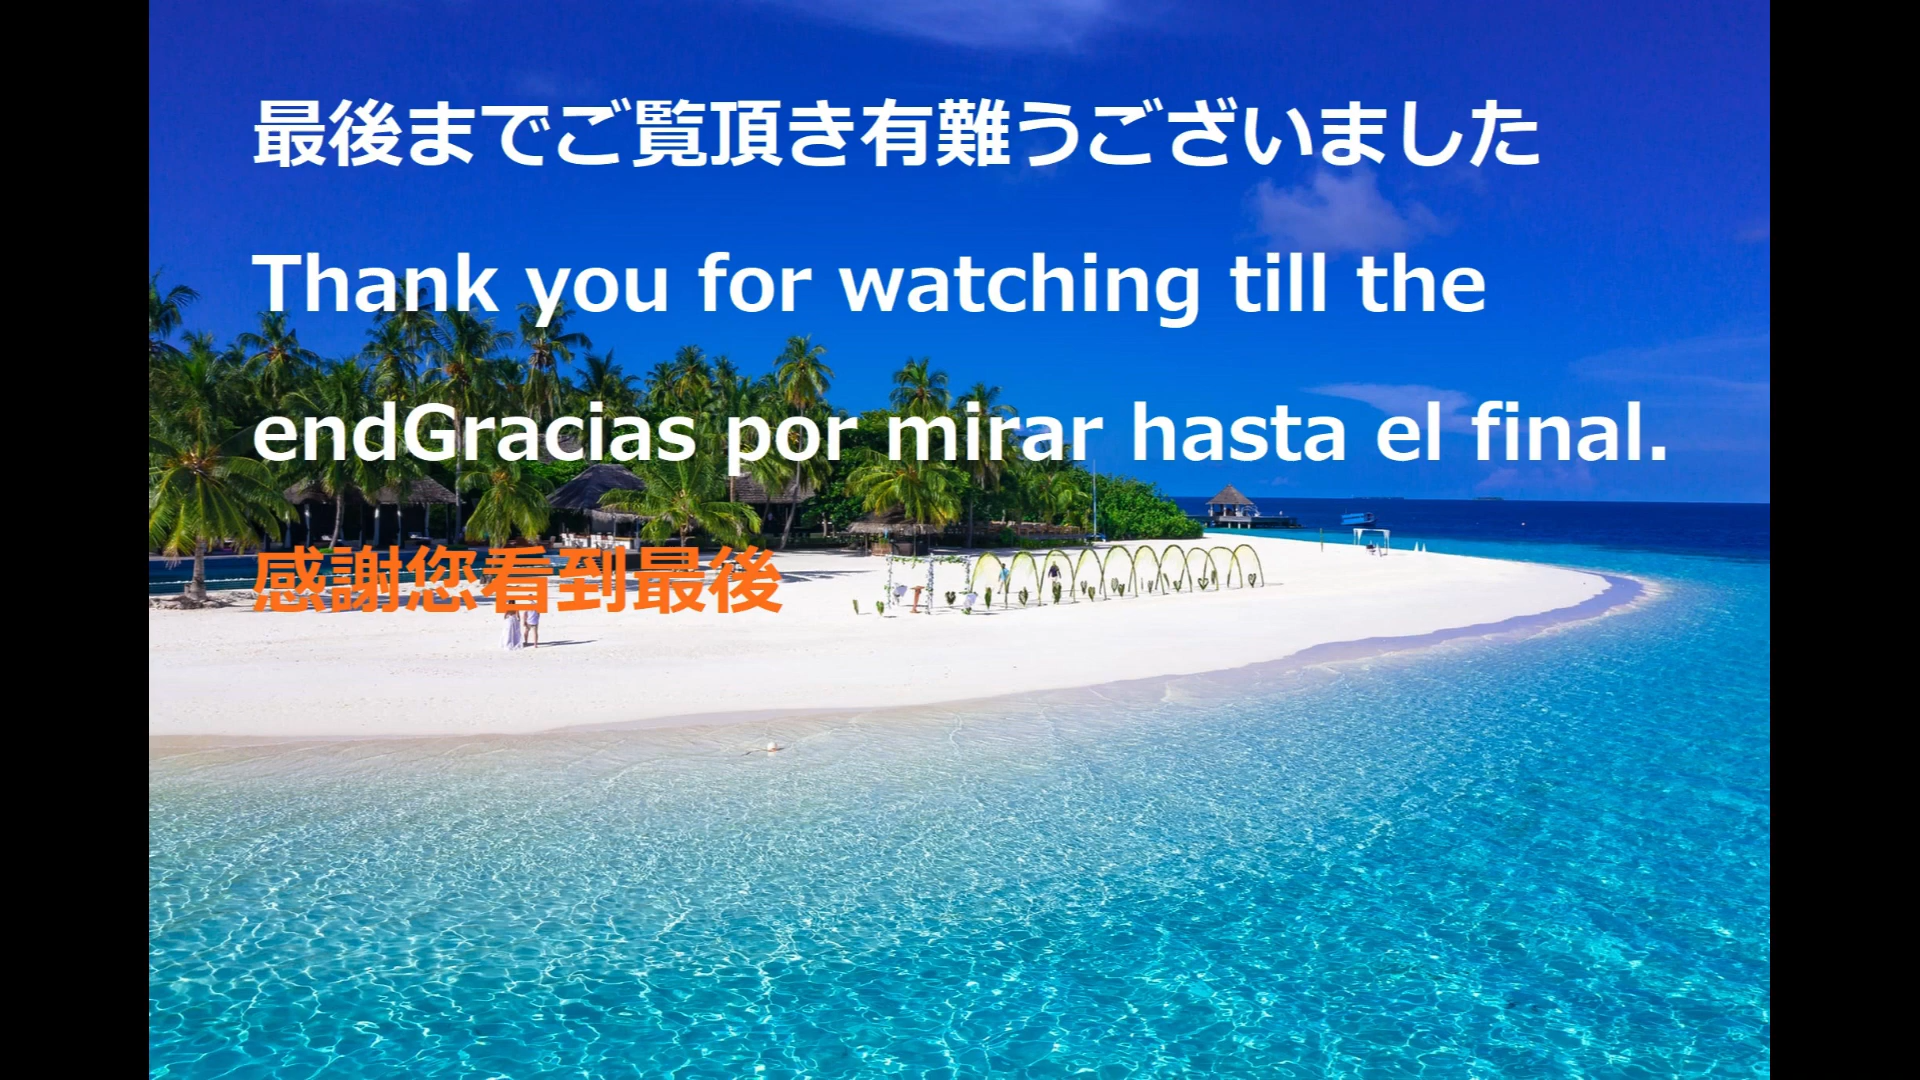 最後までご覧頂き有難うございました
Thank you for watching till the
endGracias por mirar hasta el final.
感謝您看到最後